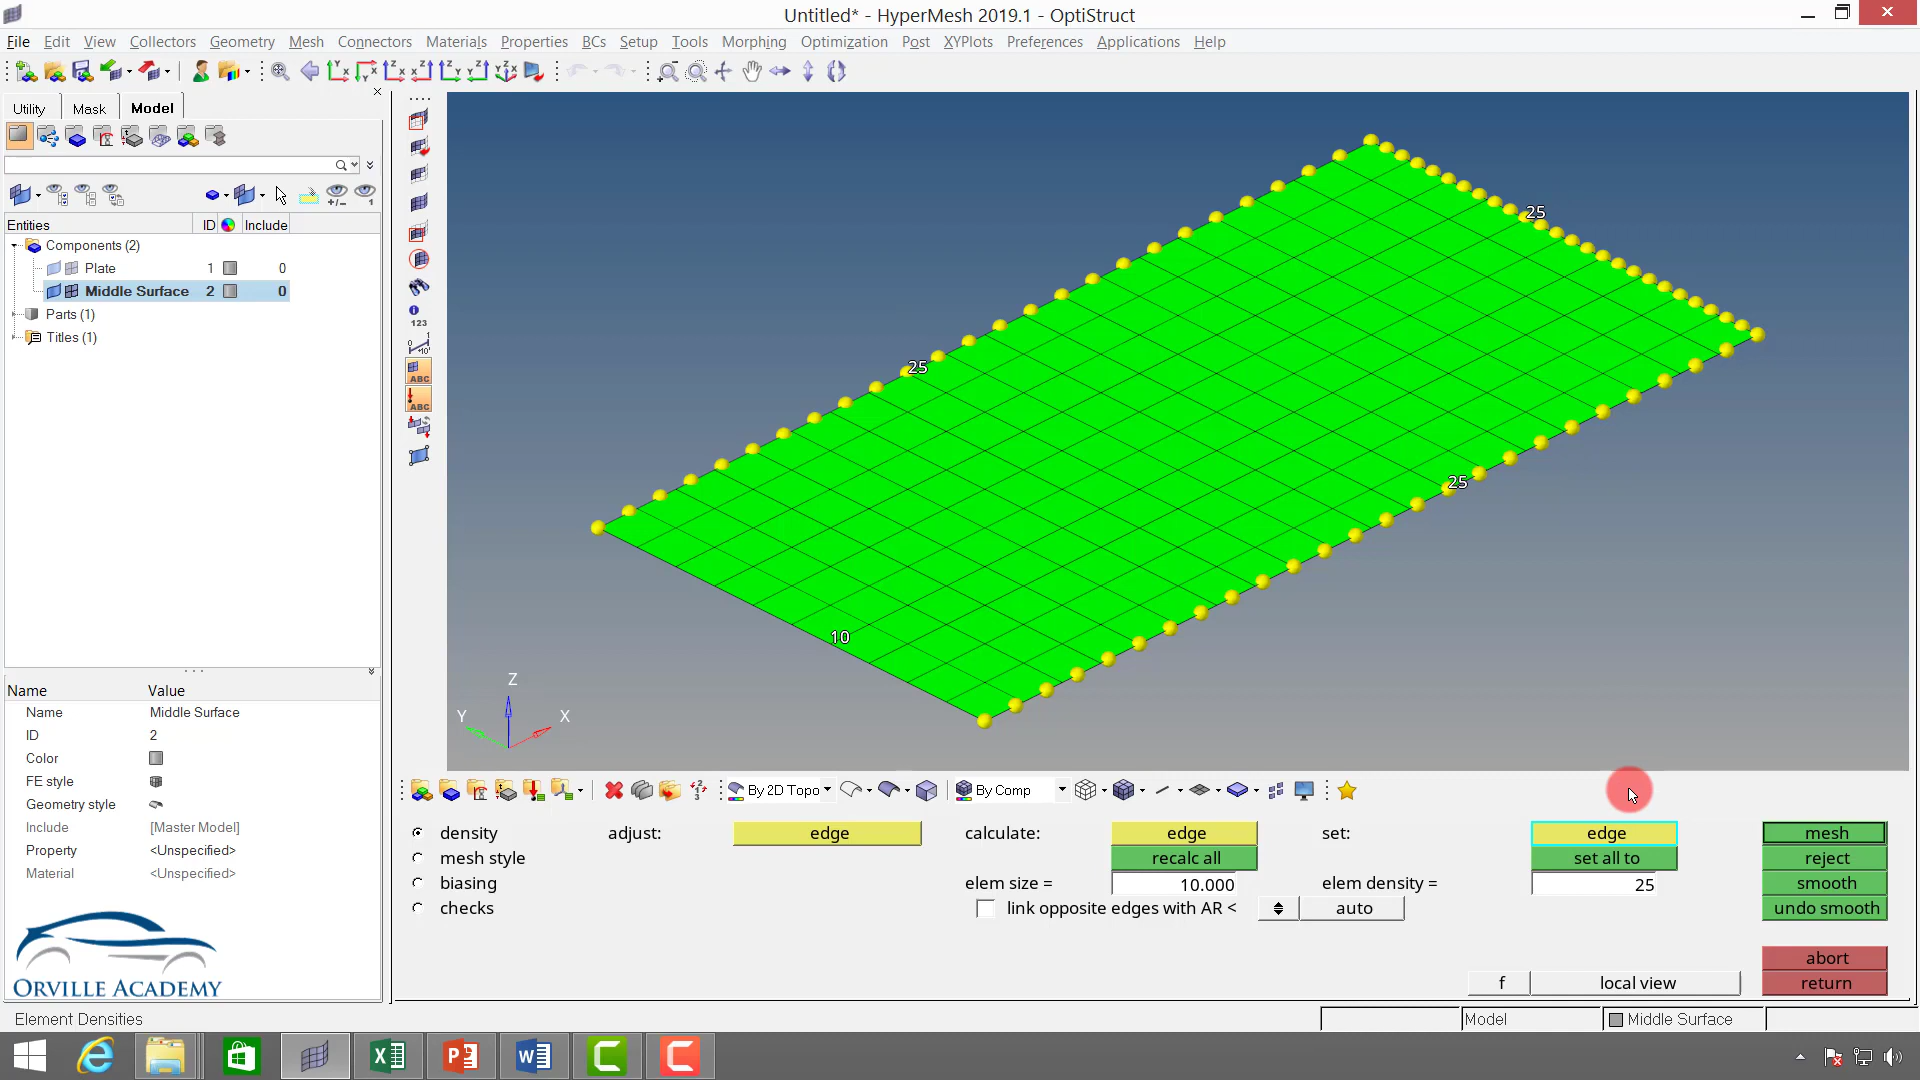 Untitled* - HyperMesh 2019.1 - OptiStruct
File Edit View Collectors Geometry Mesh Connectors Materials Properties BCs Setup Tools Morphing Optimization Post XYPlots Preferences Applications Help
Utility Mask Model
Entities ID Include
Components (2)
Plate 1 0
Middle Surface 2 0
Parts (1)
Titles (1)
123
ABC
ABC
25
25
25
10
Z
Y X
Name Value
Name Middle Surface
ID 2
Color
FE style
Geometry style
Include [Master Model]
Property <Unspecified>
Material <Unspecified>
ORVILLE ACADEMY
By 2D Topo By Comp
density adjust: edge calculate: edge set: edge mesh
mesh style recalc all set all to reject
biasing elem size = 10.000 elem density = 25 smooth
checks link opposite edges with AR < auto undo smooth
abort
f local view return
Element Densities Model Middle Surface